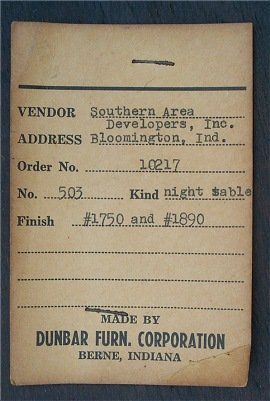 VENDOR Southern Area
Developers, Inc.
ADDRESS Bloomington, Ind.
Order No. 10217
No. 503 Kind night table
Finish #1750 and #1890
MADE BY
DUNBAR FURN. CORPORATION
BERNE, INDIANA